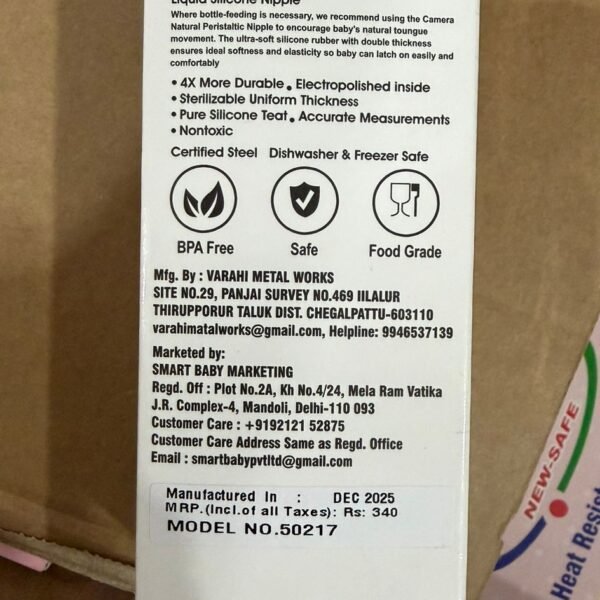 Liquid Silicone Nipple
Where bottle-feeding is necessary, we recommend using the Camera
Natural Peristaltic Nipple to encourage baby's natural toungue
movement. The ultra-soft silicone rubber with double thickness
ensures ideal softness and elasticity so baby can latch on easily and
comfortably
• 4X More Durable • Electropolished inside
• Sterilizable Uniform Thickness
• Pure Silicone Teat • Accurate Measurements
• Nontoxic
Certified Steel Dishwasher & Freezer Safe
BPA Free Safe Food Grade
Mfg. By : VARAHI METAL WORKS
SITE NO.29, PANJAI SURVEY NO.469 IILALUR
THIRUPPORUR TALUK DIST. CHEGALPATTU-603110
varahimatalworks@gmail.com, Helpline: 9946537139
Marketed by:
SMART BABY MARKETING
Regd. Off : Plot No.2A, Kh No.4/24, Mela Ram Vatika
J.R. Complex-4, Mandoli, Delhi-110 093
Customer Care : +9192121 52875
Customer Care Address Same as Regd. Office
Email : smartbabypvtltd@gmail.com
Manufactured In : DEC 2025
MRP.(Incl.of all Taxes): Rs: 340
MODEL NO.50217
NEW-SAFE
Heat Resist